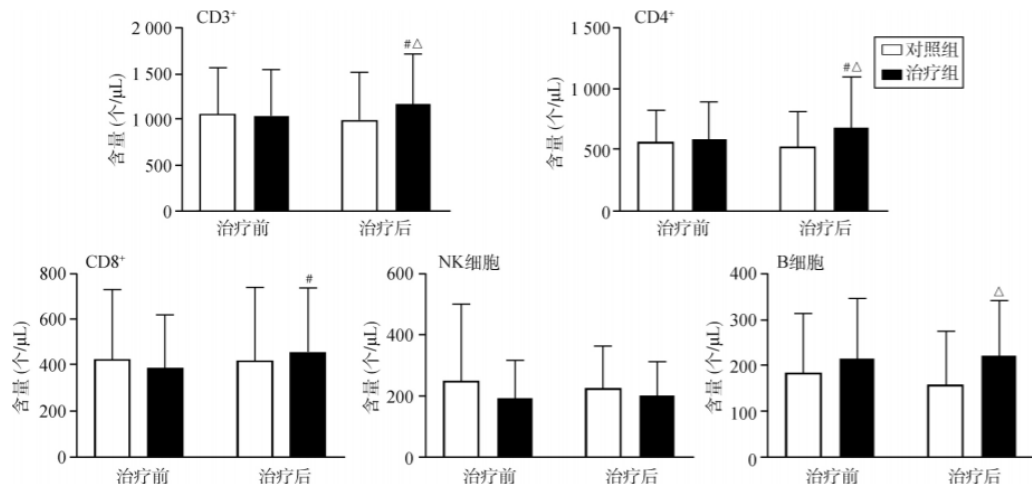 CD3⁺
2 000
1 500
1 000
500
0
含量 (个/μL)
#△
治疗前
治疗后
CD4⁺
1 500
1 000
500
0
含量 (个/μL)
#△
治疗前
治疗后
对照组
治疗组
CD8⁺
800
600
400
400
0
含量 (个/μL)
#
治疗前
治疗后
NK细胞
600
400
200
0
含量 (个/μL)
治疗前
治疗后
B细胞
400
300
200
100
0
含量 (个/μL)
△
治疗前
治疗后